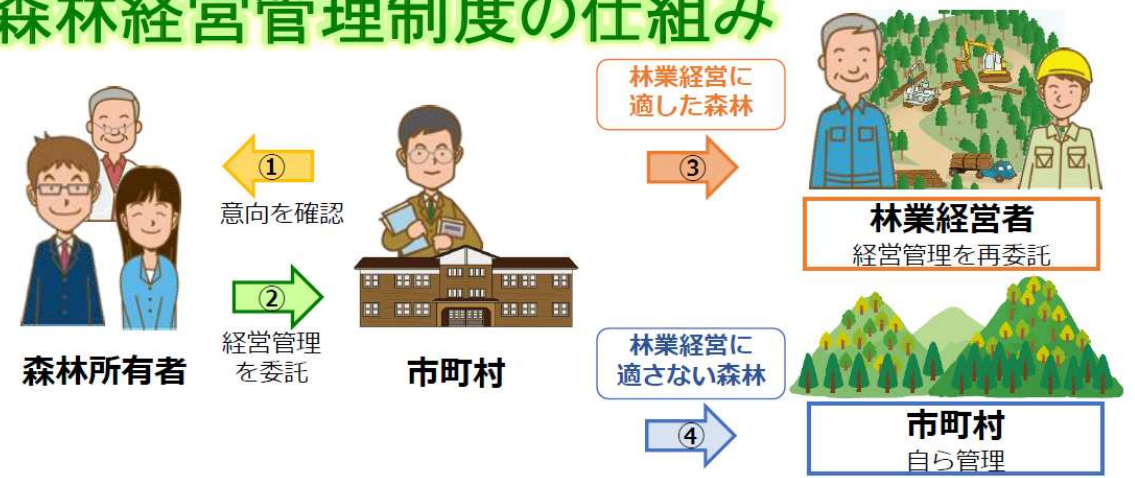 森林経営管理制度の仕組み
林業経営に
適した森林
①
③
意向を確認
②
経営管理
を委託
森林所有者
市町村
林業経営者
経営管理を再委託
林業経営に
適さない森林
④
市町村
自ら管理